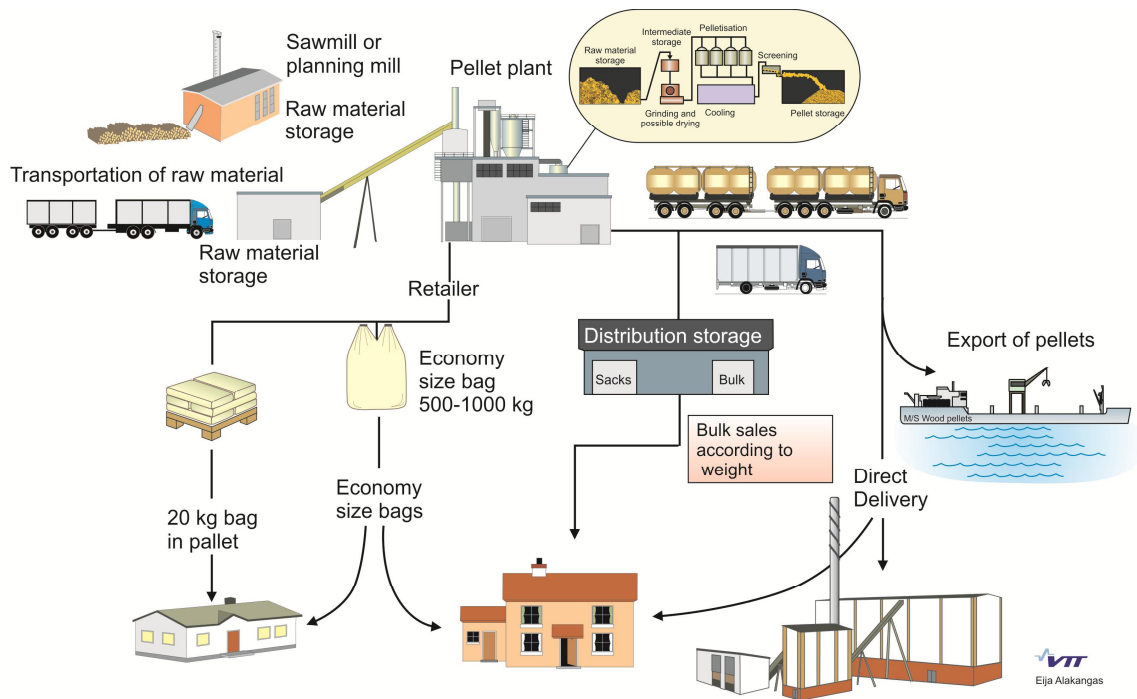 Sawmill or
planning mill
Raw material
storage
Pellet plant
Raw material
storage
Intermediate
storage
Pelletisation
Screening
Grinding and
possible drying
Cooling
Pellet storage
Transportation of raw material
Raw material
storage
Retailer
Economy
size bag
500-1000 kg
Distribution storage
Sacks
Bulk
Export of pellets
M/S Wood pellets
Bulk sales
according to
weight
Direct
Delivery
Economy
size bags
20 kg bag
in pallet
VTT
Eija Alakangas